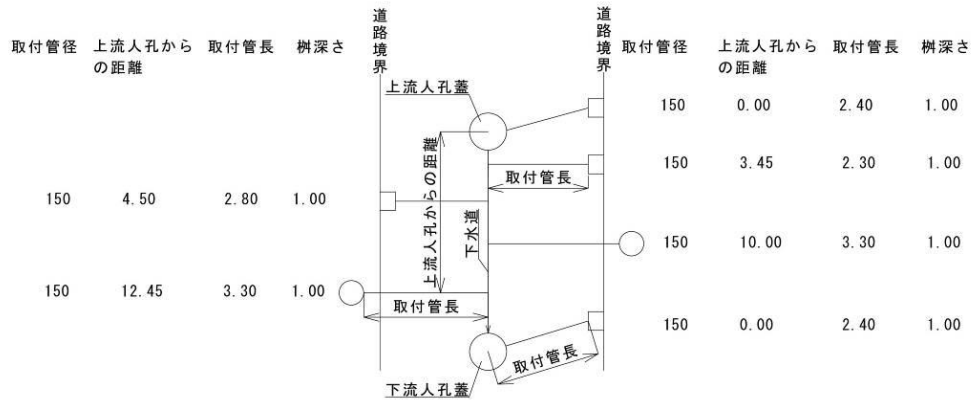 取付管径 上流人孔からの距離 取付管長 桝深さ
道路境界
道路境界
取付管径 上流人孔からの距離 取付管長 桝深さ
上流人孔蓋
150 0.00 2.40 1.00
150 3.45 2.30 1.00
取付管長
上流人孔からの距離
150 4.50 2.80 1.00
下水道
150 10.00 3.30 1.00
150 12.45 3.30 1.00
取付管長
150 0.00 2.40 1.00
取付管長
下流人孔蓋